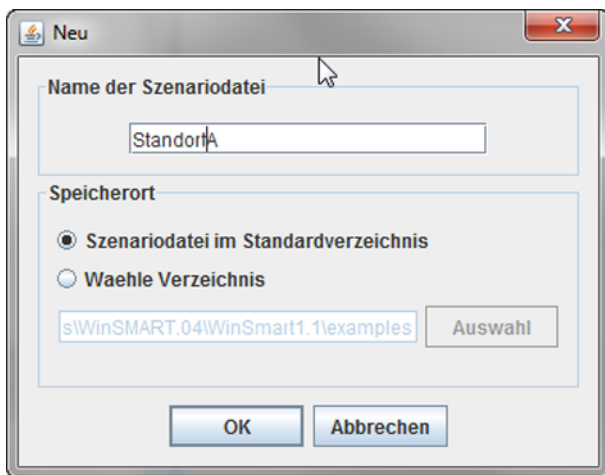 Neu
Name der Szenariodatei
StandortA
Speicherort
Szenariodatei im Standardverzeichnis
Waehle Verzeichnis
s\WinSMART.04\WinSmart1.1\examples Auswahl
OK Abbrechen